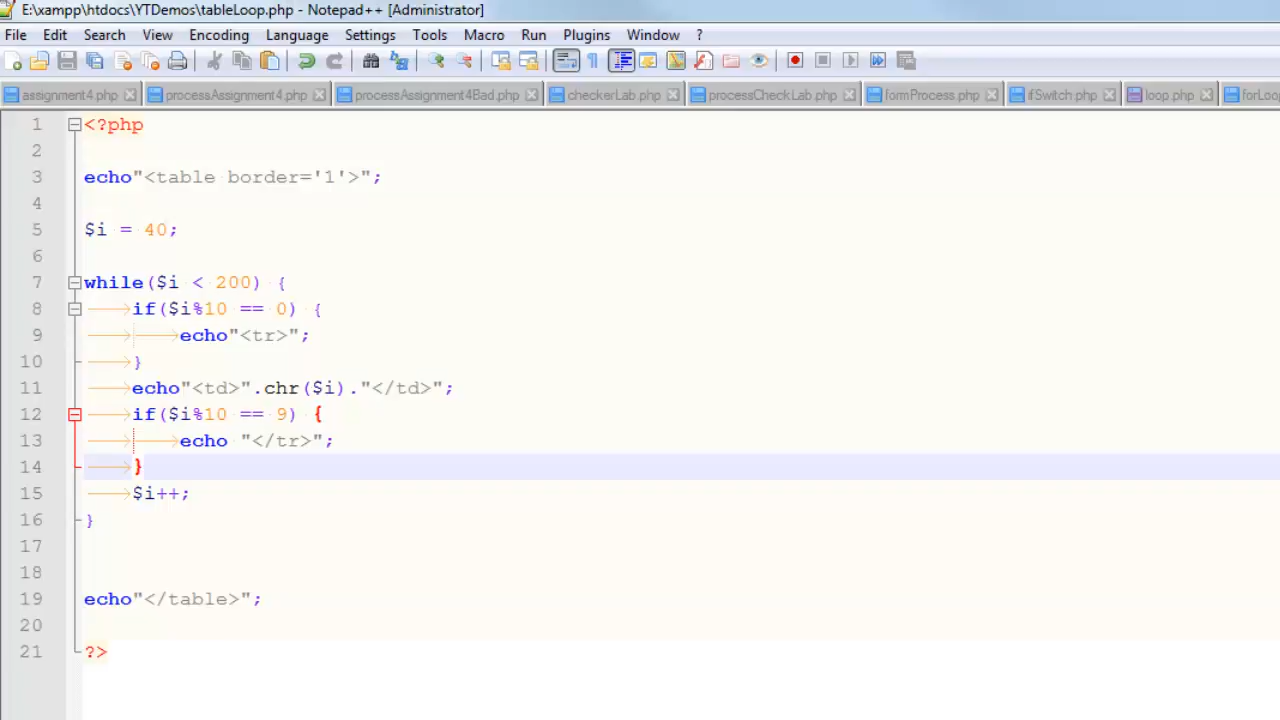 E:\xampp\htdocs\YTDemos\tableLoop.php - Notepad++ [Administrator]
File Edit Search View Encoding Language Settings Tools Macro Run Plugins Window ?
assignment4.php processAssignment4.php processAssignment4Bad.php checkerLab.php processCheckLab.php formProcess.php ifSwitch.php loop.php forLoo
1 <?php
2
3 echo"<table border='1'>";
4
5 $i = 40;
6
7 while($i < 200) {
8 if($i%10 == 0) {
9 echo"<tr>";
10 }
11 echo"<td>".chr($i)."</td>";
12 if($i%10 == 9) {
13 echo "</tr>";
14 }
15 $i++;
16 }
17
18
19 echo"</table>";
20
21 ?>